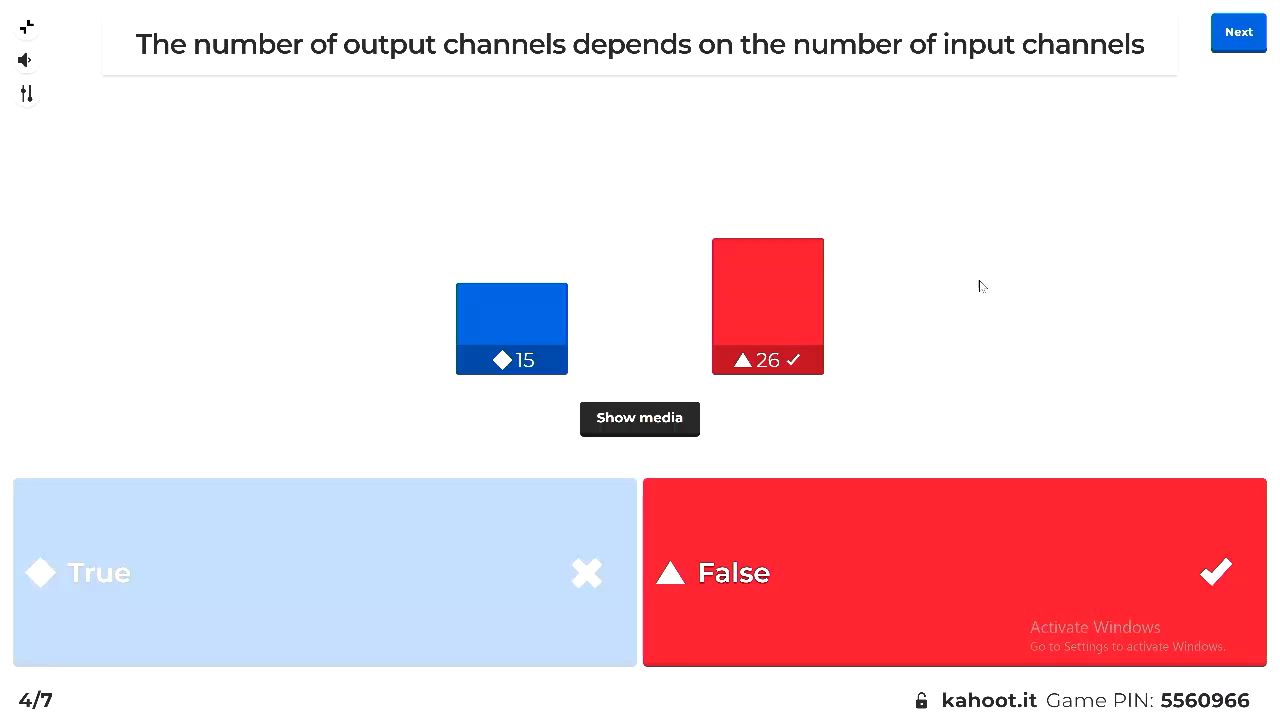 The number of output channels depends on the number of input channels
Next
15
26
Show media
True
False
Activate Windows
Go to Settings to activate Windows.
4/7
kahoot.it Game PIN: 5560966